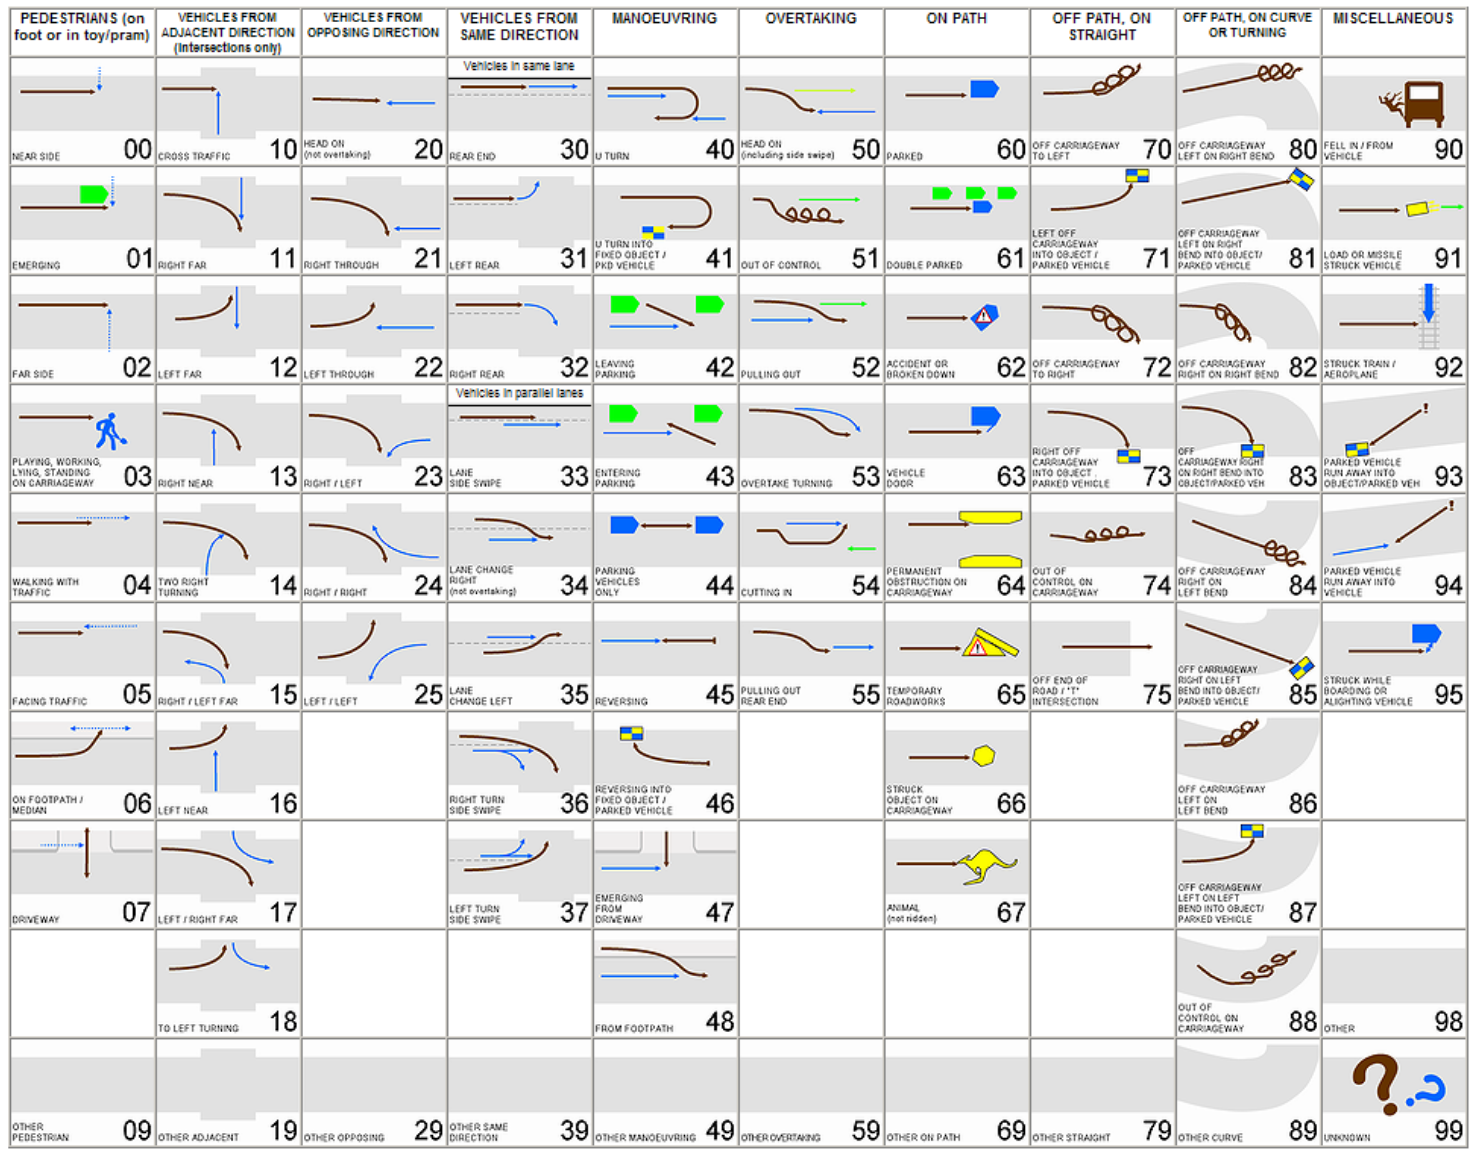 PEDESTRIANS (on
foot or in toy/pram)
VEHICLES FROM
ADJACENT DIRECTION
(Intersections only)
VEHICLES FROM
OPPOSING DIRECTION
VEHICLES FROM
SAME DIRECTION
MANOEUVRING
OVERTAKING
ON PATH
OFF PATH, ON
STRAIGHT
OFF PATH, ON CURVE
OR TURNING
MISCELLANEOUS
NEAR SIDE 00
CROSS TRAFFIC 10
HEAD ON
(not overtaking) 20
Vehicles in same lane
REAR END 30
U TURN 40
HEAD ON
(including side swipe) 50
PARKED 60
OFF CARRIAGEWAY
TO LEFT 70
OFF CARRIAGEWAY
LEFT ON RIGHT BEND 80
FELL IN / FROM
VEHICLE 90
EMERGING 01
RIGHT FAR 11
RIGHT THROUGH 21
LEFT REAR 31
U TURN INTO
FIXED OBJECT /
PKD VEHICLE 41
OUT OF CONTROL 51
DOUBLE PARKED 61
LEFT OFF
CARRIAGEWAY
INTO OBJECT /
PARKED VEHICLE 71
OFF CARRIAGEWAY
LEFT ON RIGHT
BEND INTO OBJECT/
PARKED VEHICLE 81
LOAD OR MISSILE
STRUCK VEHICLE 91
FAR SIDE 02
LEFT FAR 12
LEFT THROUGH 22
RIGHT REAR 32
LEAVING
PARKING 42
PULLING OUT 52
ACCIDENT OR
BROKEN DOWN 62
OFF CARRIAGEWAY
TO RIGHT 72
OFF CARRIAGEWAY
RIGHT ON RIGHT BEND 82
STRUCK TRAIN /
AEROPLANE 92
PLAYING, WORKING,
LYING, STANDING
ON CARRIAGEWAY 03
RIGHT NEAR 13
RIGHT / LEFT 23
Vehicles in parallel lanes
LANE
SIDE SWIPE 33
ENTERING
PARKING 43
OVERTAKE TURNING 53
VEHICLE
DOOR 63
RIGHT OFF
CARRIAGEWAY
INTO OBJECT .
PARKED VEHICLE 73
OFF
CARRIAGEWAY RIGHT
ON RIGHT BEND INTO
OBJECT/PARKED VEH 83
!
PARKED VEHICLE
RUN AWAY INTO
OBJECT/PARKED VEH 93
WALKING WITH
TRAFFIC 04
TWO RIGHT
TURNING 14
RIGHT / RIGHT 24
LANE CHANGE
RIGHT
(not overtaking) 34
PARKING
VEHICLES
ONLY 44
CUTTING IN 54
PERMANENT
OBSTRUCTION ON
CARRIAGEWAY 64
OUT OF
CONTROL ON
CARRIAGEWAY 74
OFF CARRIAGEWAY
RIGHT ON
LEFT BEND 84
!
PARKED VEHICLE
RUN AWAY INTO
VEHICLE 94
FACING TRAFFIC 05
RIGHT / LEFT FAR 15
LEFT / LEFT 25
LANE
CHANGE LEFT 35
REVERSING 45
PULLING OUT
REAR END 55
TEMPORARY
ROADWORKS 65
OFF END OF
ROAD / "T"
INTERSECTION 75
OFF CARRIAGEWAY
RIGHT ON LEFT
BEND INTO OBJECT/
PARKED VEHICLE 85
STRUCK WHILE
BOARDING OR
ALIGHTING VEHICLE 95
ON FOOTPATH /
MEDIAN 06
LEFT NEAR 16
RIGHT TURN
SIDE SWIPE 36
REVERSING INTO
FIXED OBJECT /
PARKED VEHICLE 46
STRUCK
OBJECT ON
CARRIAGEWAY 66
OFF CARRIAGEWAY
LEFT ON
LEFT BEND 86
DRIVEWAY 07
LEFT / RIGHT FAR 17
LEFT TURN
SIDE SWIPE 37
EMERGING
FROM
DRIVEWAY 47
ANIMAL
(not ridden) 67
OFF CARRIAGEWAY
LEFT ON LEFT
BEND INTO OBJECT/
PARKED VEHICLE 87
TO LEFT TURNING 18
FROM FOOTPATH 48
OUT OF
CONTROL ON
CARRIAGEWAY 88
OTHER 98
OTHER
PEDESTRIAN 09
OTHER ADJACENT 19
OTHER OPPOSING 29
OTHER SAME
DIRECTION 39
OTHER MANOEUVRING 49
OTHER OVERTAKING 59
OTHER ON PATH 69
OTHER STRAIGHT 79
OTHER CURVE 89
? ?
UNKNOWN 99